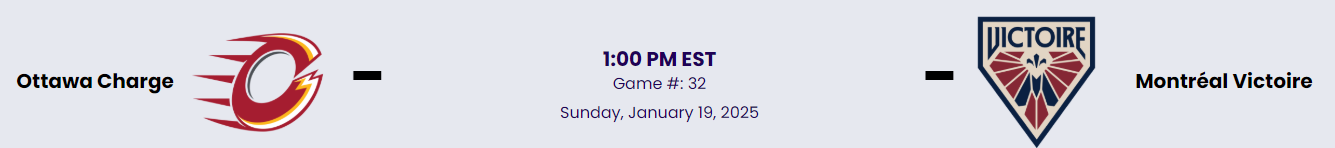 Ottawa Charge
-
1:00 PM EST
Game #: 32
Sunday, January 19, 2025
-
VICTOIRE
Montréal Victoire